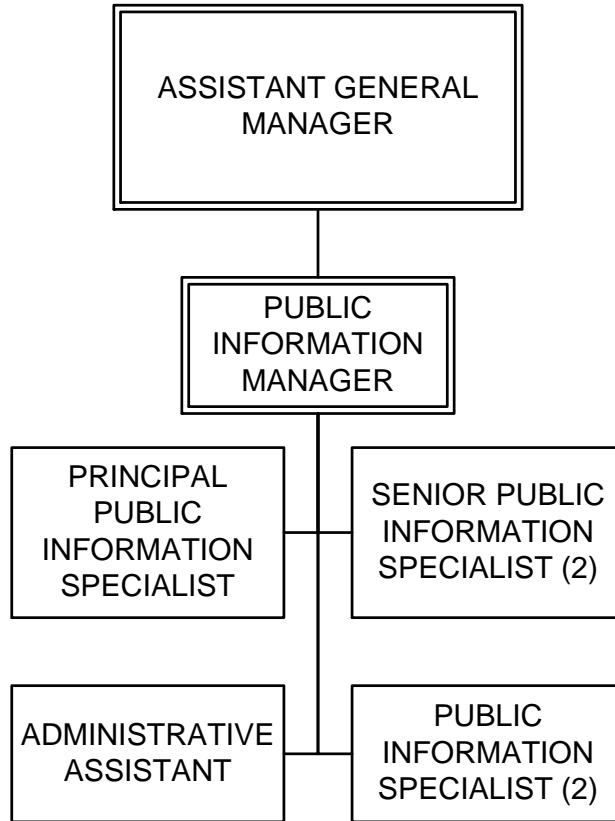 ASSISTANT GENERAL
MANAGER
PUBLIC
INFORMATION
MANAGER
PRINCIPAL
PUBLIC
INFORMATION
SPECIALIST
SENIOR PUBLIC
INFORMATION
SPECIALIST (2)
ADMINISTRATIVE
ASSISTANT
PUBLIC
INFORMATION
SPECIALIST (2)